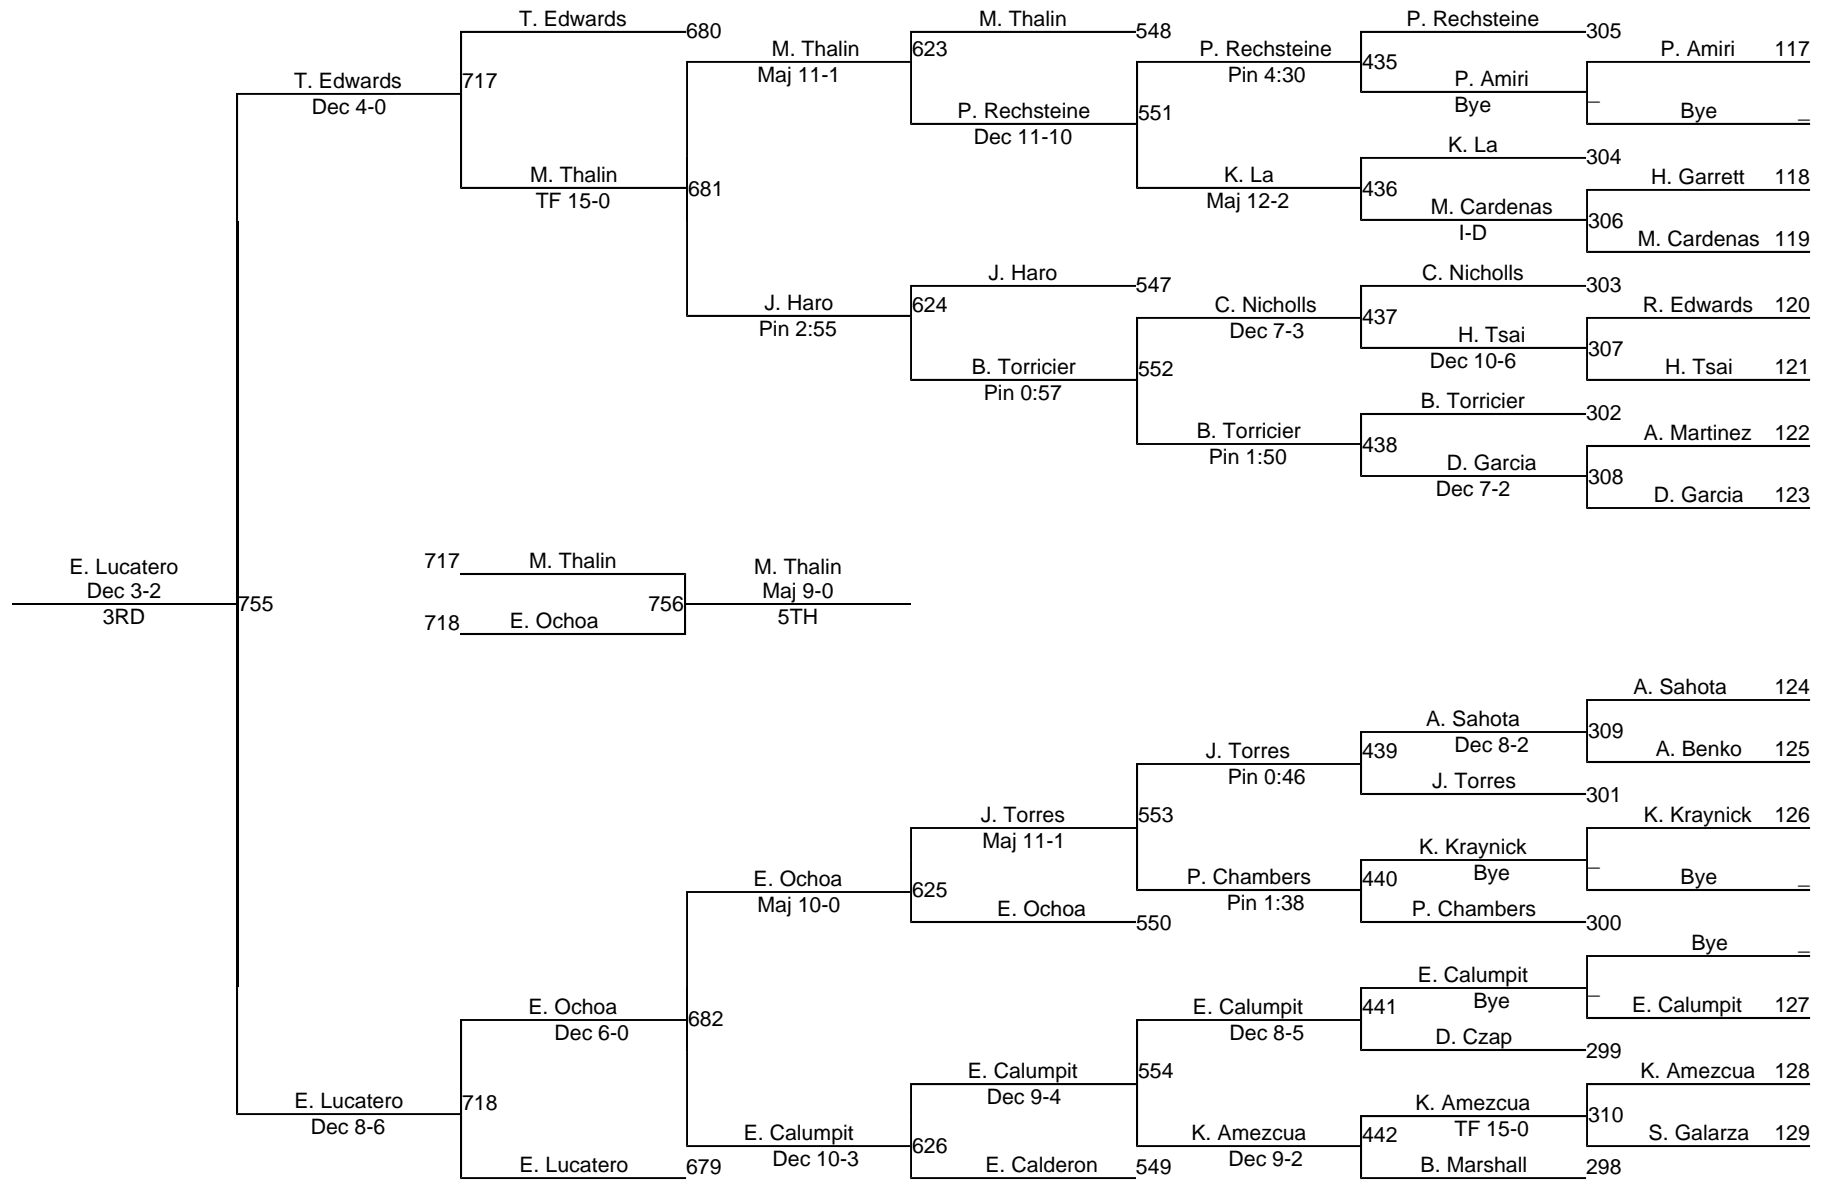 T. Edwards
680
M. Thalin
548
P. Rechsteine
305
M. Thalin
Maj 11-1
623
P. Rechsteine
Pin 4:30
435
P. Amiri 117
T. Edwards
Dec 4-0
717
P. Amiri
Bye
_
P. Rechsteine
Dec 11-10
551
Bye _
K. La
304
M. Thalin
TF 15-0
681
K. La
Maj 12-2
436
H. Garrett 118
M. Cardenas
I-D
306
M. Cardenas 119
J. Haro
547
C. Nicholls
303
J. Haro
Pin 2:55
624
C. Nicholls
Dec 7-3
437
R. Edwards 120
H. Tsai
Dec 10-6
307
B. Torricier
Pin 0:57
552
H. Tsai 121
B. Torricier
302
B. Torricier
Pin 1:50
438
A. Martinez 122
D. Garcia
Dec 7-2
308
D. Garcia 123
E. Lucatero
Dec 3-2
3RD
755
717 M. Thalin
718 E. Ochoa
756
M. Thalin
Maj 9-0
5TH
A. Sahota 124
A. Sahota
Dec 8-2
309
J. Torres
Pin 0:46
439
A. Benko 125
J. Torres
301
J. Torres
Maj 11-1
553
K. Kraynick 126
K. Kraynick
Bye
_
E. Ochoa
Maj 10-0
625
P. Chambers
Pin 1:38
440
Bye _
E. Ochoa
550
P. Chambers
300
Bye _
E. Calumpit
Bye
_
E. Ochoa
Dec 6-0
682
E. Calumpit
Dec 8-5
441
E. Calumpit 127
D. Czap
299
E. Calumpit
Dec 9-4
554
K. Amezcua 128
E. Lucatero
Dec 8-6
718
K. Amezcua
TF 15-0
310
E. Calumpit
Dec 10-3
626
K. Amezcua
Dec 9-2
442
S. Galarza 129
E. Lucatero
679
E. Calderon
549
B. Marshall
298